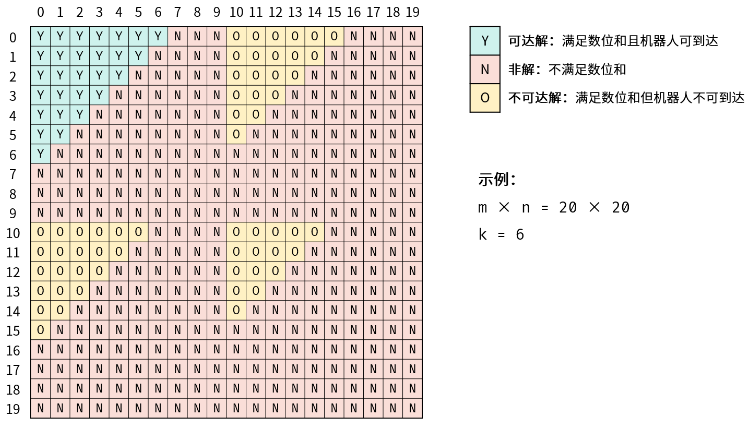 0 1 2 3 4 5 6 7 8 9 10 11 12 13 14 15 16 17 18 19
0 Y Y Y Y Y Y Y N N N O O O O O O N N N N
1 Y Y Y Y Y Y N N N N O O O O O N N N N N
2 Y Y Y Y Y N N N N N O O O O N N N N N N
3 Y Y Y Y N N N N N N O O O N N N N N N N
4 Y Y Y N N N N N N N O O N N N N N N N N
5 Y Y N N N N N N N N O N N N N N N N N N
6 Y N N N N N N N N N N N N N N N N N N N
7 N N N N N N N N N N N N N N N N N N N N
8 N N N N N N N N N N N N N N N N N N N N
9 N N N N N N N N N N N N N N N N N N N N
10 O O O O O O N N N N O O O O O N N N N N
11 O O O O O N N N N N O O O O N N N N N N
12 O O O O N N N N N N O O O N N N N N N N
13 O O O N N N N N N N O O N N N N N N N N
14 O O N N N N N N N N O N N N N N N N N N
15 O N N N N N N N N N N N N N N N N N N N
16 N N N N N N N N N N N N N N N N N N N N
17 N N N N N N N N N N N N N N N N N N N N
18 N N N N N N N N N N N N N N N N N N N N
19 N N N N N N N N N N N N N N N N N N N N
Y 可达解：满足数位和且机器人可到达
N 非解：不满足数位和
O 不可达解：满足数位和但机器人不可到达
示例：
m × n = 20 × 20
k = 6